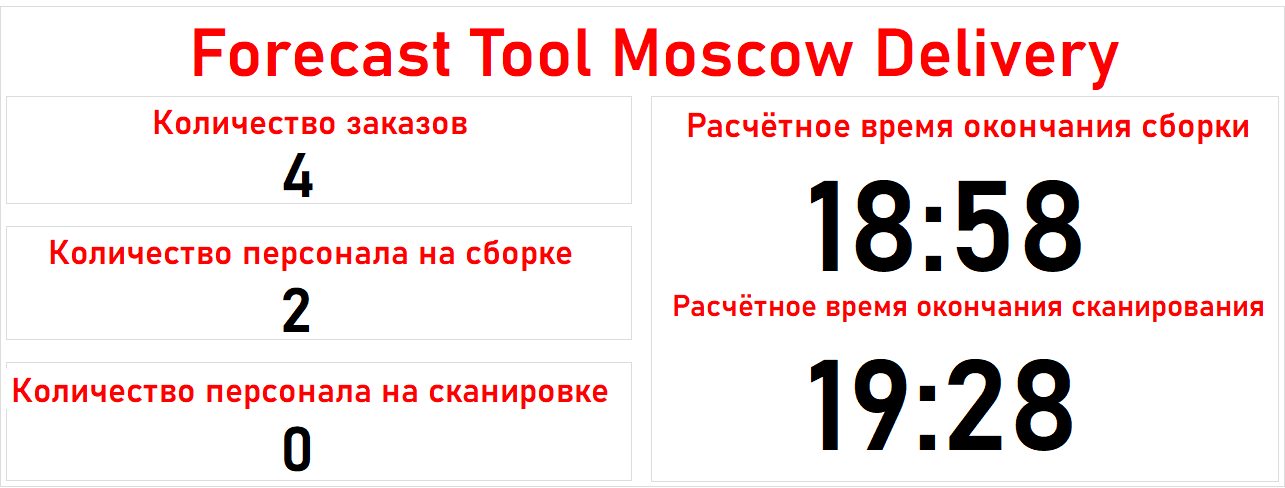 Forecast Tool Moscow Delivery
Количество заказов
4
Количество персонала на сборке
2
Количество персонала на сканировке
0
Расчётное время окончания сборки
18:58
Расчётное время окончания сканирования
19:28